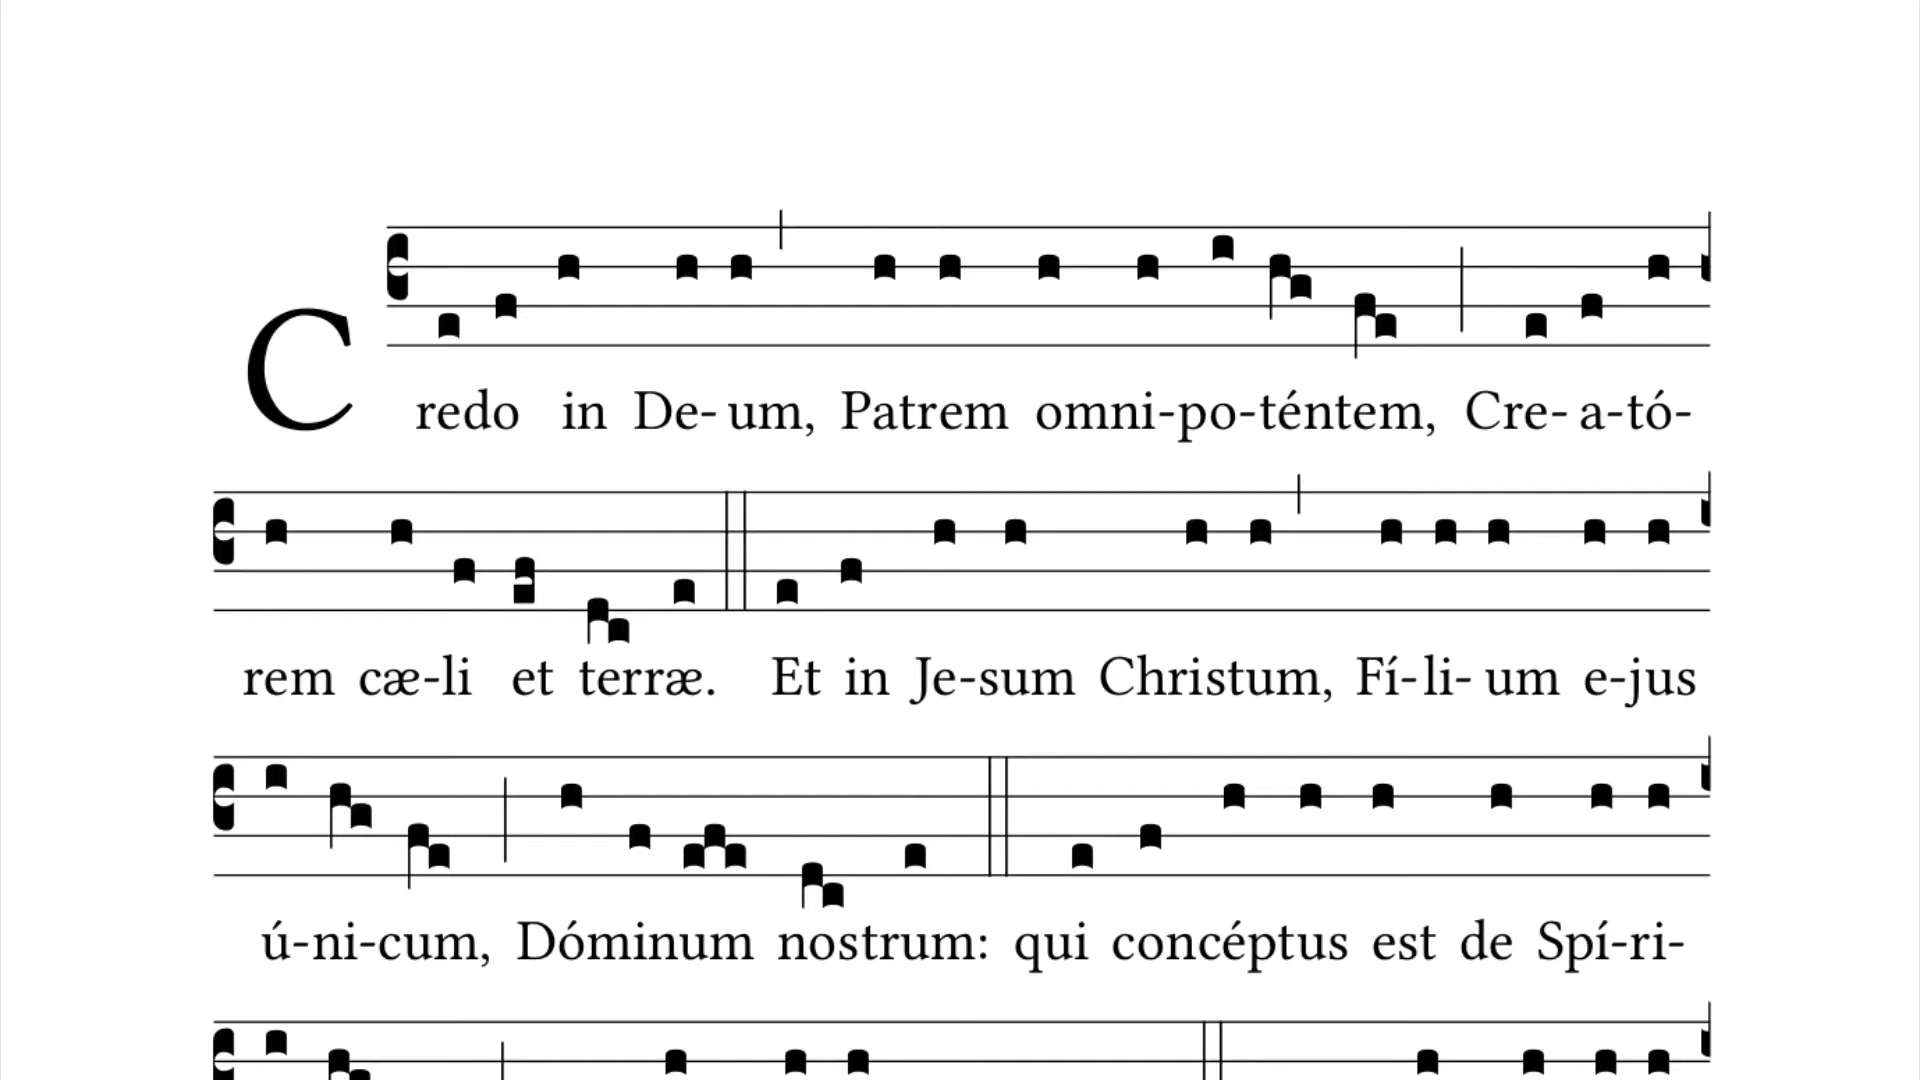 Credo in De-um, Patrem omni-po-téntem, Cre-a-tó-
rem cæ-li et terræ. Et in Je-sum Christum, Fí-li-um e-jus
ú-ni-cum, Dóminum nostrum: qui concéptus est de Spí-ri-